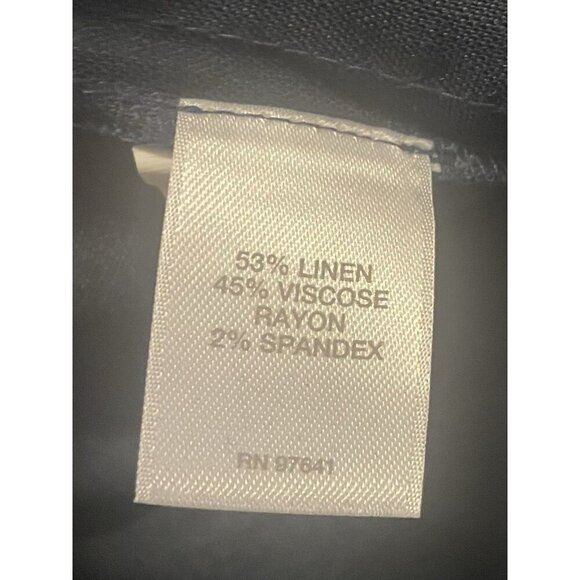 53% LINEN
45% VISCOSE
RAYON
2% SPANDEX
RN 97641